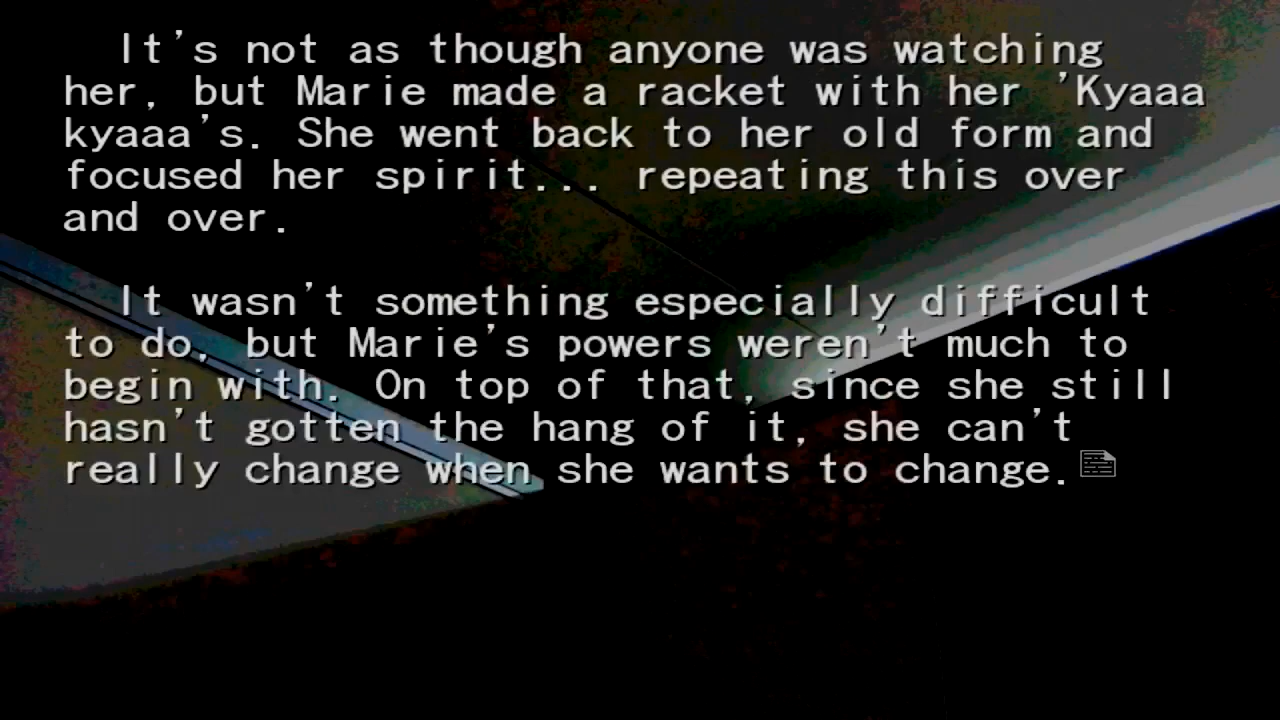 It's not as though anyone was watching
her, but Marie made a racket with her 'Kyaaa
kyaaa's. She went back to her old form and
focused her spirit... repeating this over
and over.
It wasn't something especially difficult
to do, but Marie's powers weren't much to
begin with. On top of that, since she still
hasn't gotten the hang of it, she can't
really change when she wants to change.